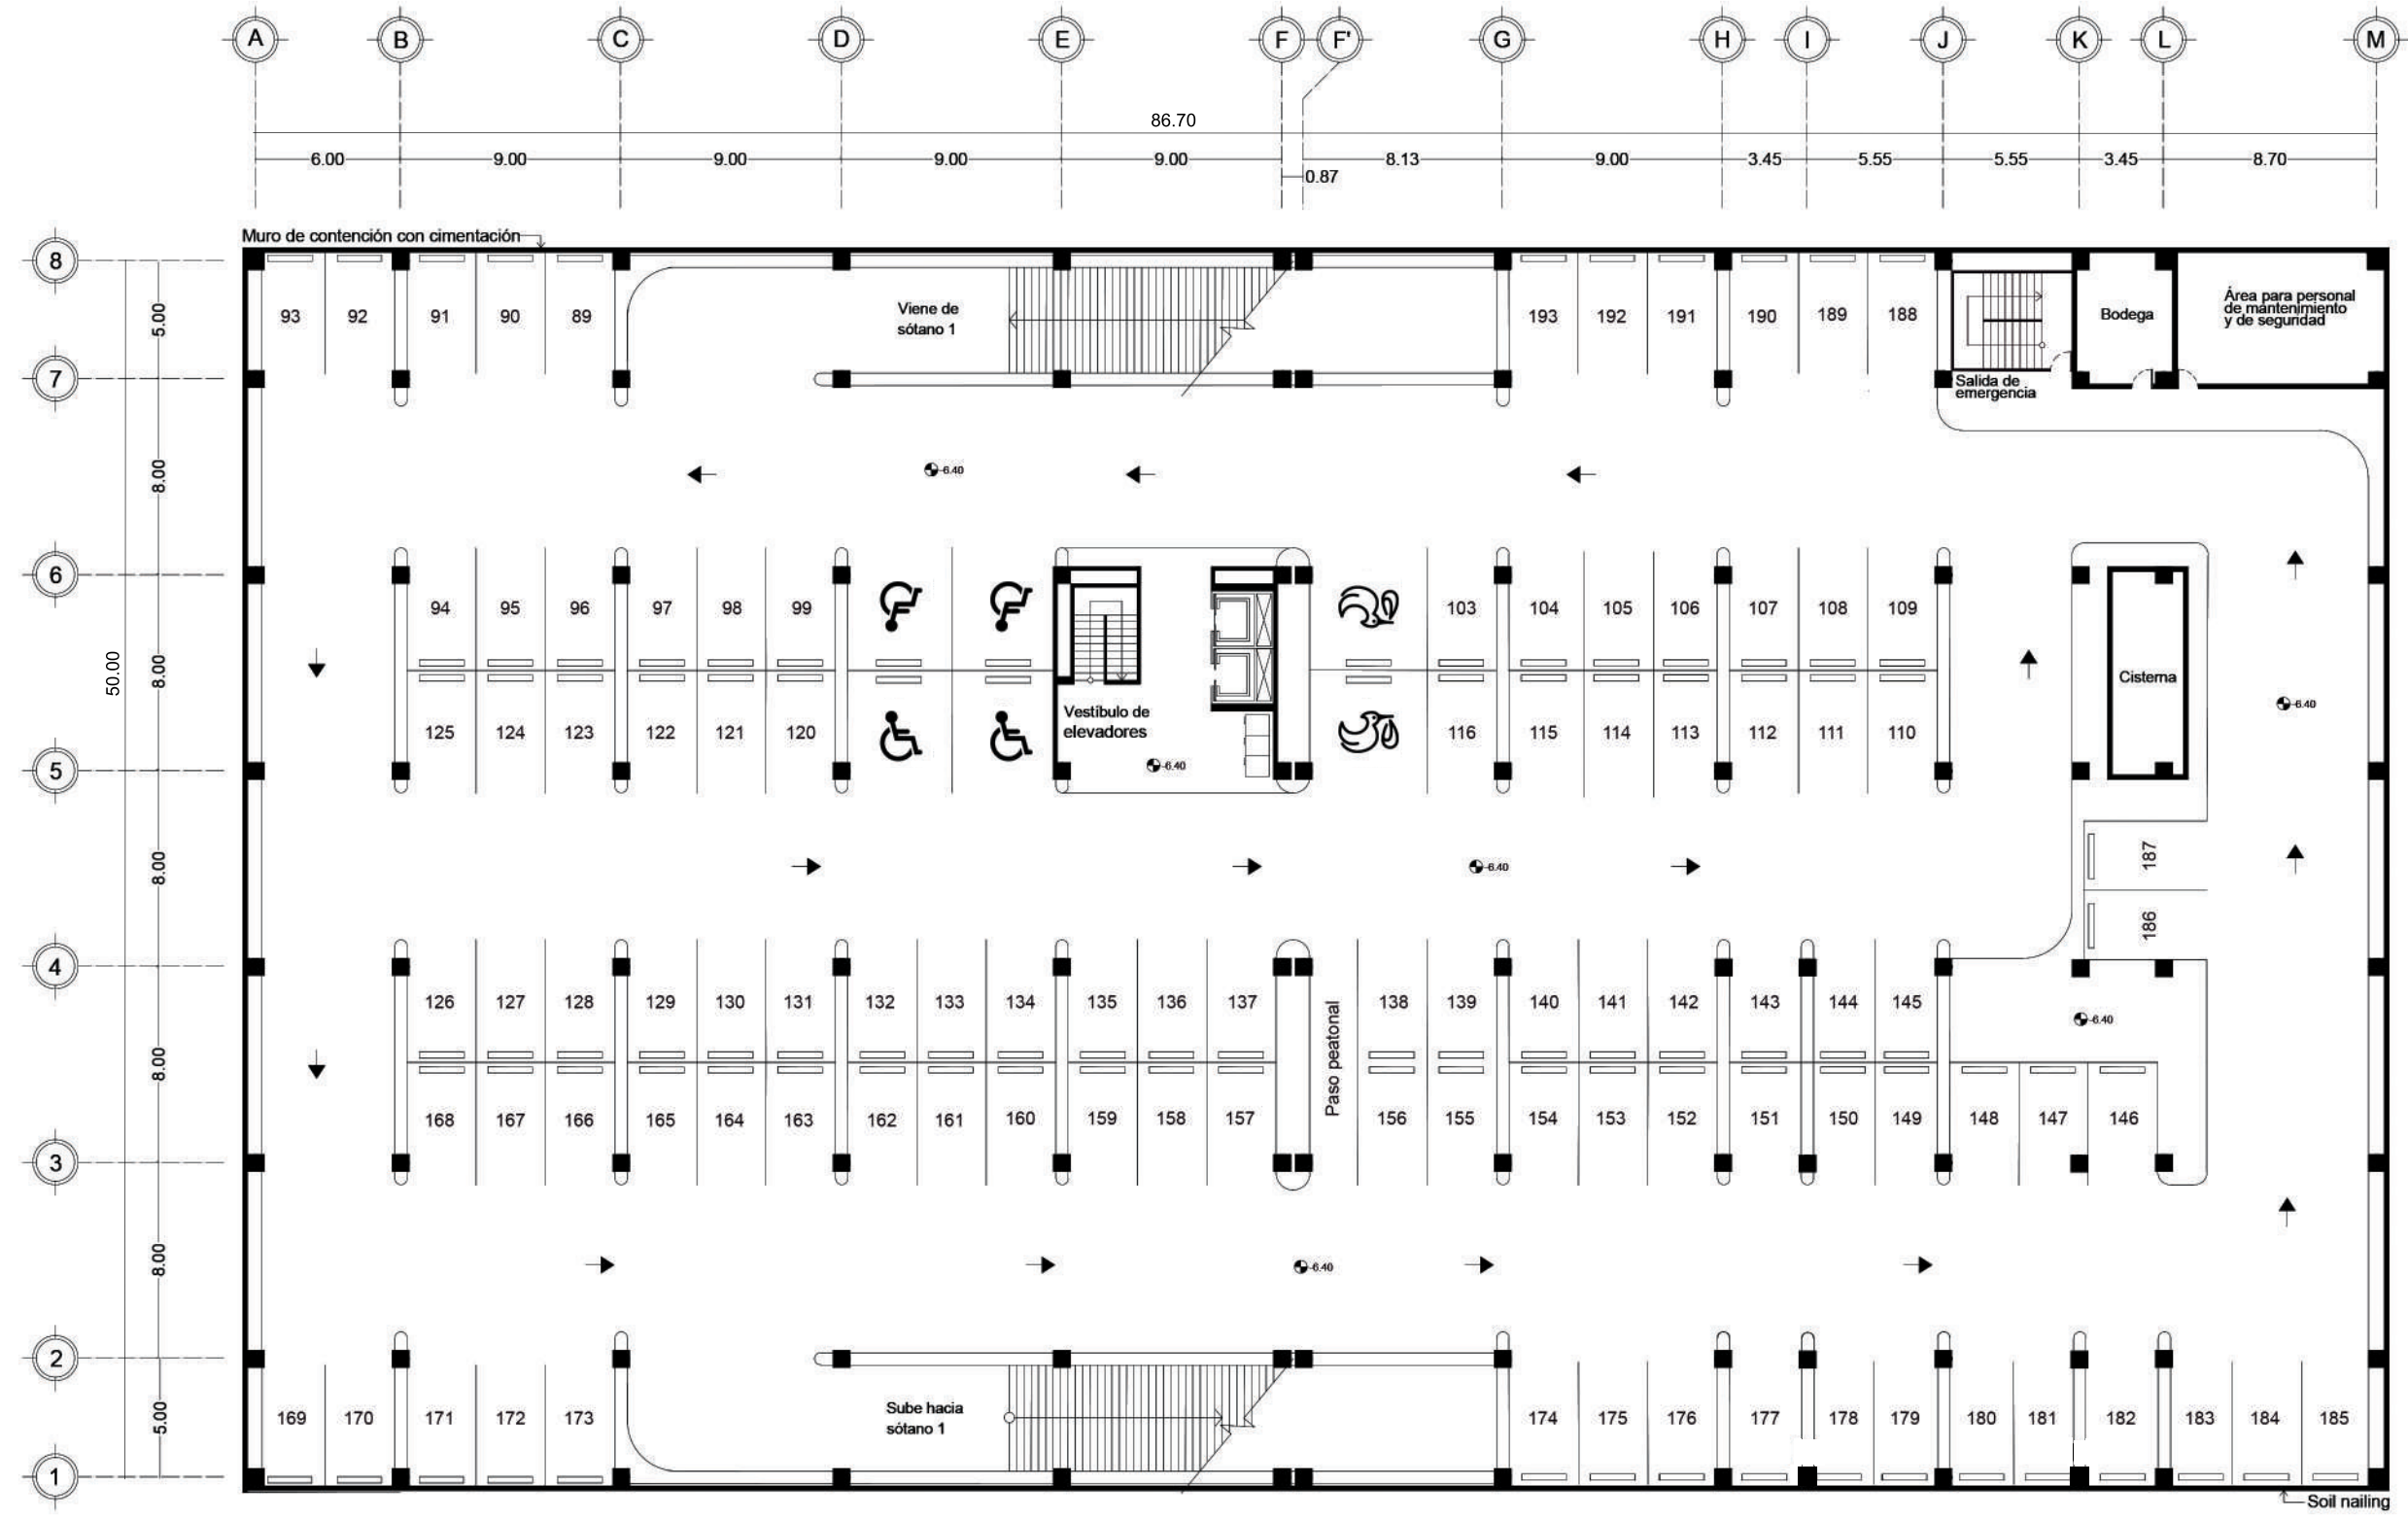 A B C D E F F' G H I J K L M
86.70
6.00 9.00 9.00 9.00 9.00 8.13 9.00 3.45 5.55 5.55 3.45 8.70
0.87
Muro de contención con cimentación
8
5.00
93 92 91 90 89
Viene de
sótano 1
193 192 191 190 189 188
Bodega
Área para personal
de mantenimiento
y de seguridad
7
Salida de
emergencia
8.00
-6.40
6
94 95 96 97 98 99 103 104 105 106 107 108 109
50.00
8.00
Cisterna
-6.40
125 124 123 122 121 120
Vestíbulo de
elevadores
116 115 114 113 112 111 110
-6.40
5
8.00
-6.40
187
186
4
126 127 128 129 130 131 132 133 134 135 136 137 138 139 140 141 142 143 144 145
-6.40
8.00
Paso peatonal
168 167 166 165 164 163 162 161 160 159 158 157 156 155 154 153 152 151 150 149 148 147 146
3
8.00
-6.40
2
5.00
169 170 171 172 173
Sube hacia
sótano 1
174 175 176 177 178 179 180 181 182 183 184 185
1
Soil nailing